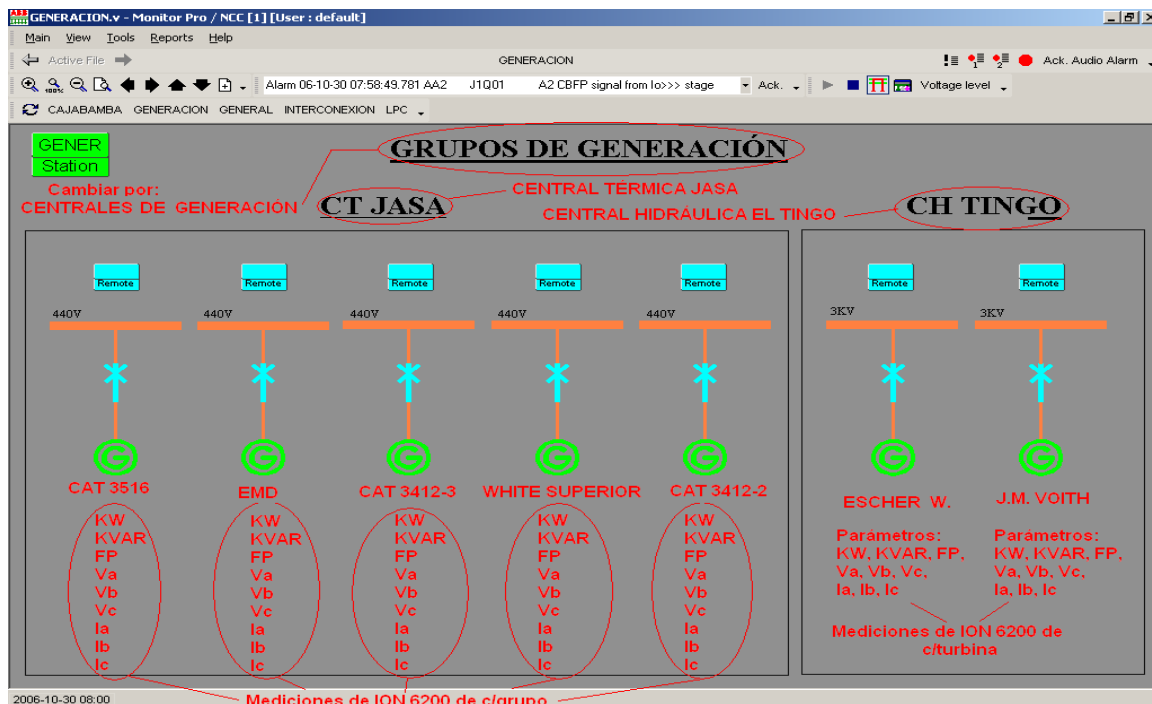 GENERACION.v - Monitor Pro / NCC [1] [User : default]
Main View Tools Reports Help
Active File GENERACION Ack. Audio Alarm
100% Alarm 06-10-30 07:58:49.781 AA2 J1Q01 A2 CBFP signal from lo>>> stage Ack. Voltage level
CAJABAMBA GENERACION GENERAL INTERCONEXION LPC
GENER
Station
GRUPOS DE GENERACIÓN
Cambiar por:
CENTRALES DE GENERACIÓN
CT JASA
CENTRAL TÉRMICA JASA
CENTRAL HIDRÁULICA EL TINGO
CH TINGO
Remote Remote Remote Remote Remote Remote Remote
440V 440V 440V 440V 440V 3KV 3KV
G G G G G G G
CAT 3516 EMD CAT 3412-3 WHITE SUPERIOR CAT 3412-2 ESCHER W. J.M. VOITH
KW KW KW KW KW
KVAR KVAR KVAR KVAR KVAR
FP FP FP FP FP
Va Va Va Va Va
Vb Vb Vb Vb Vb
Vc Vc Vc Vc Vc
Ia Ia Ia Ia Ia
Ib Ib Ib Ib Ib
Ic Ic Ic Ic Ic
Parámetros: Parámetros:
KW, KVAR, FP, KW, KVAR, FP,
Va, Vb, Vc, Va, Vb, Vc,
Ia, Ib, Ic Ia, Ib, Ic
Mediciones de ION 6200 de
c/turbina
Mediciones de ION 6200 de c/grupo
2006-10-30 08:00